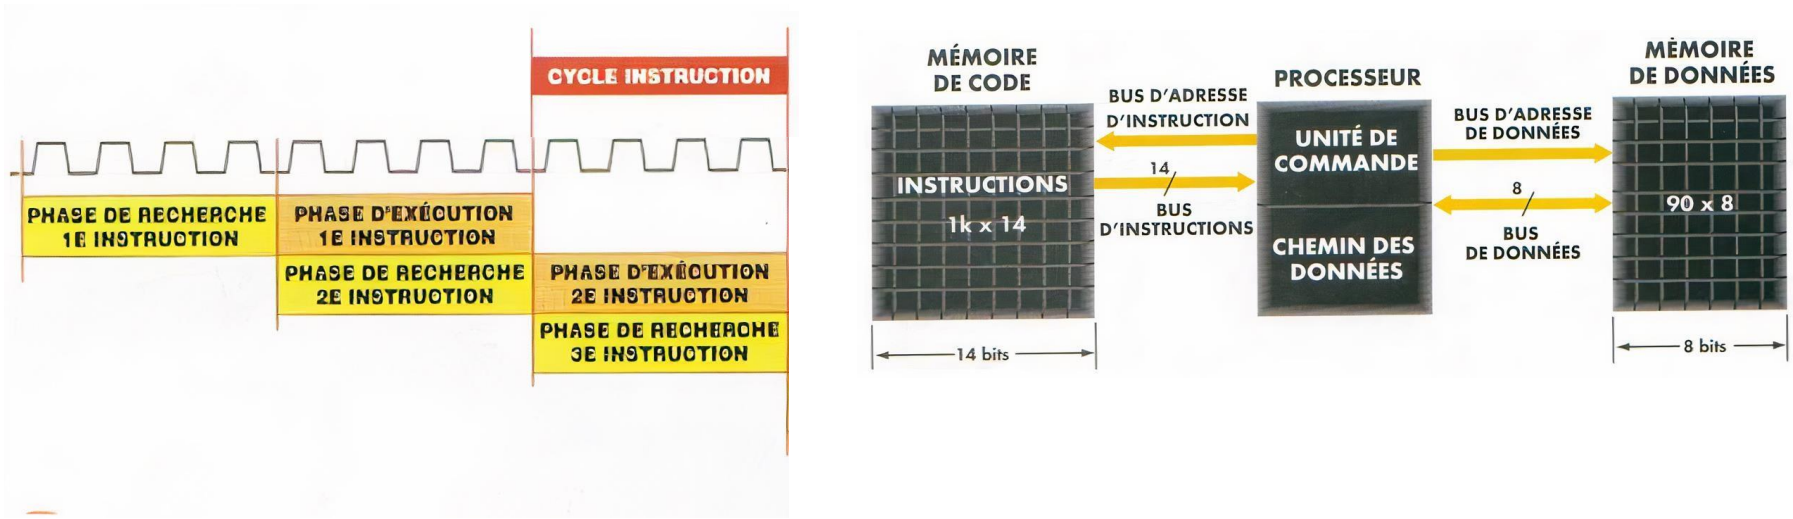 CYCLE INSTRUCTION
PHASE DE RECHERCHE
1E INSTRUCTION
PHASE D'EXÉCUTION
1E INSTRUCTION
PHASE DE RECHERCHE
2E INSTRUCTION
PHASE D'EXÉCUTION
2E INSTRUCTION
PHASE DE RECHERCHE
3E INSTRUCTION
MÉMOIRE
DE CODE
INSTRUCTIONS
1k x 14
14 bits
BUS D'ADRESSE
D'INSTRUCTION
14
BUS
D'INSTRUCTIONS
PROCESSEUR
UNITÉ DE
COMMANDE
CHEMIN DES
DONNÉES
BUS D'ADRESSE
DE DONNÉES
8
BUS
DE DONNÉES
MÉMOIRE
DE DONNÉES
90 x 8
8 bits